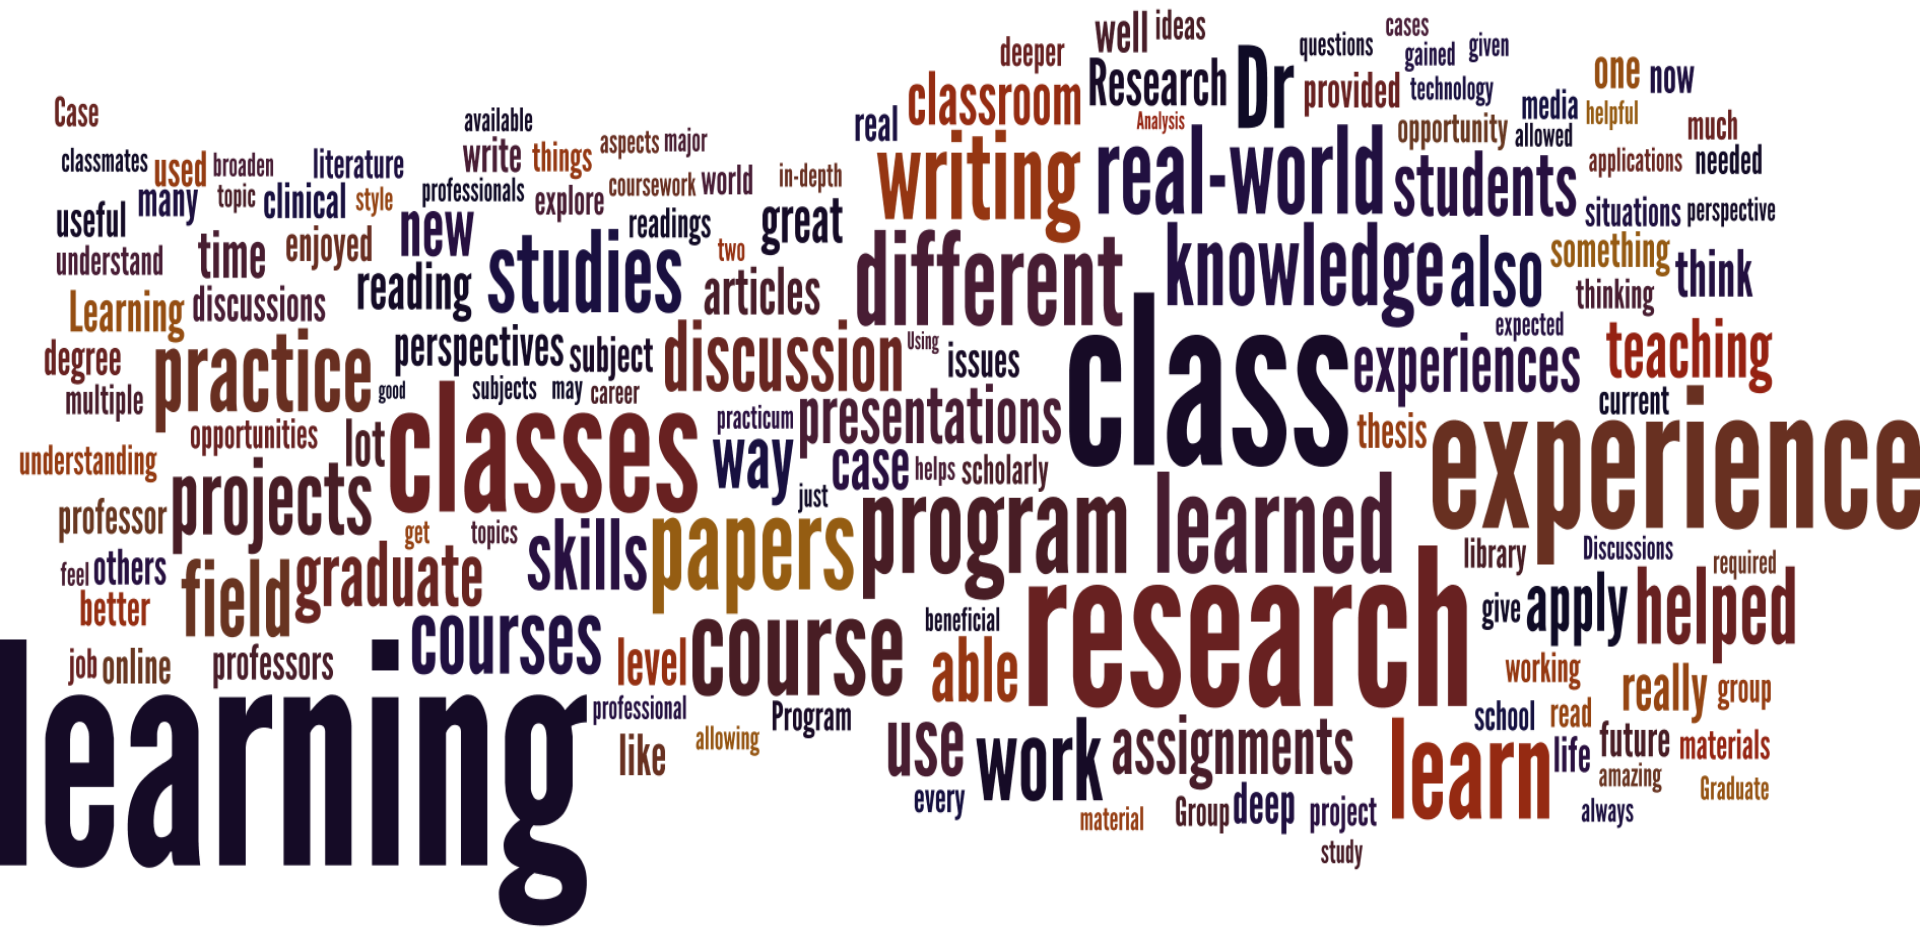 well
ideas
cases
deeper
questions
gained
given
Research
Dr
provided
technology
one
now
classroom
media
helpful
Case
available
real
Analysis
opportunity
allowed
much
classmates
used
broaden
literature
write
things
aspects
major
writing
real-world
students
applications
needed
many
topic
clinical
style
professionals
explore
coursework
world
in-depth
useful
new
readings
great
situations
perspective
understand
time
enjoyed
studies
two
different
knowledge
also
something
think
reading
articles
thinking
Learning
discussions
expected
degree
practice
perspectives
subject
discussion
Using
issues
class
experiences
teaching
multiple
good
subjects
may
career
current
opportunities
lot
classes
practicum
presentations
thesis
experience
understanding
projects
way
case
helps
scholarly
just
professor
get
topics
skills
papers
program
learned
library
Discussions
required
feel
others
field
graduate
better
beneficial
research
give
apply
helped
job
online
professors
courses
level
course
able
working
really
group
learning
professional
Program
school
read
like
allowing
use
work
assignments
learn
life
future
materials
every
amazing
Graduate
material
Group
deep
project
always
study